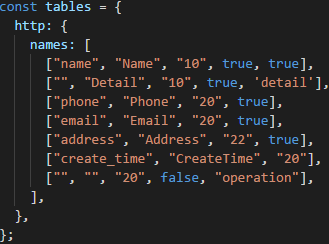 const tables = {
  http: {
    names: [
      ["name", "Name", "10", true, true],
      ["", "Detail", "10", true, 'detail'],
      ["phone", "Phone", "20", true],
      ["email", "Email", "20", true],
      ["address", "Address", "22", true],
      ["create_time", "CreateTime", "20"],
      ["", "", "20", false, "operation"],
    ],
  },
};